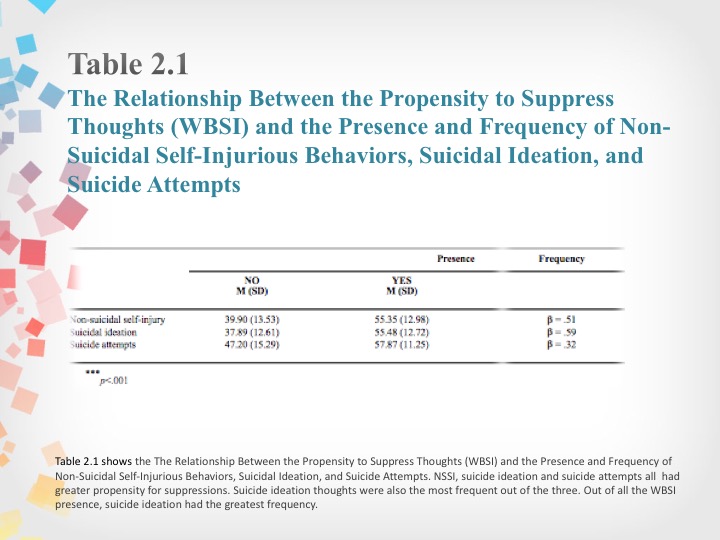 Table 2.1
The Relationship Between the Propensity to Suppress
Thoughts (WBSI) and the Presence and Frequency of Non-
Suicidal Self-Injurious Behaviors, Suicidal Ideation, and
Suicide Attempts
Presence Frequency
NO YES
M (SD) M (SD)
Non-suicidal self-injury 39.90 (13.53) 55.35 (12.98) β = .51
Suicidal ideation 37.89 (12.61) 55.48 (12.72) β = .59
Suicide attempts 47.20 (15.29) 57.87 (11.25) β = .32
***
p<.001
Table 2.1 shows the The Relationship Between the Propensity to Suppress Thoughts (WBSI) and the Presence and Frequency of
Non-Suicidal Self-Injurious Behaviors, Suicidal Ideation, and Suicide Attempts. NSSI, suicide ideation and suicide attempts all had
greater propensity for suppressions. Suicide ideation thoughts were also the most frequent out of the three. Out of all the WBSI
presence, suicide ideation had the greatest frequency.